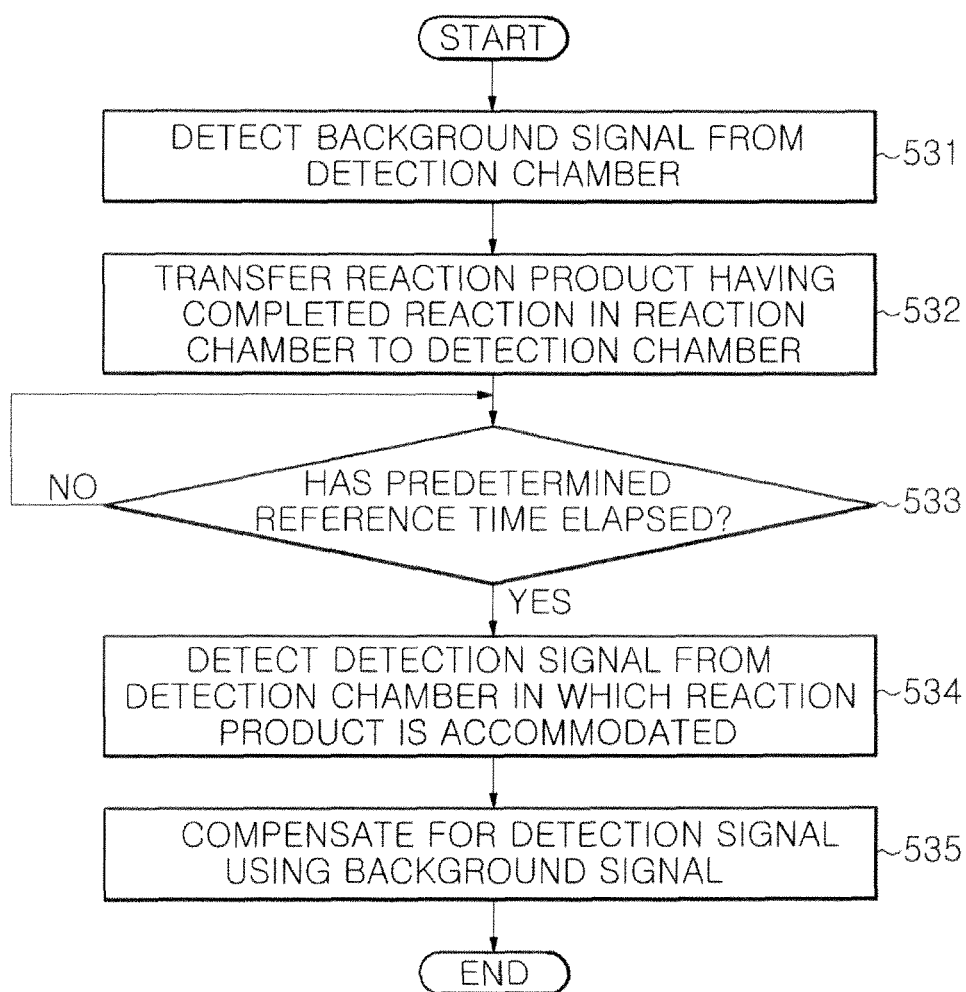 START
DETECT BACKGROUND SIGNAL FROM
DETECTION CHAMBER
531
TRANSFER REACTION PRODUCT HAVING
COMPLETED REACTION IN REACTION
CHAMBER TO DETECTION CHAMBER
532
HAS PREDETERMINED
REFERENCE TIME ELAPSED?
533
NO
YES
DETECT DETECTION SIGNAL FROM
DETECTION CHAMBER IN WHICH REACTION
PRODUCT IS ACCOMMODATED
534
COMPENSATE FOR DETECTION SIGNAL
USING BACKGROUND SIGNAL
535
END